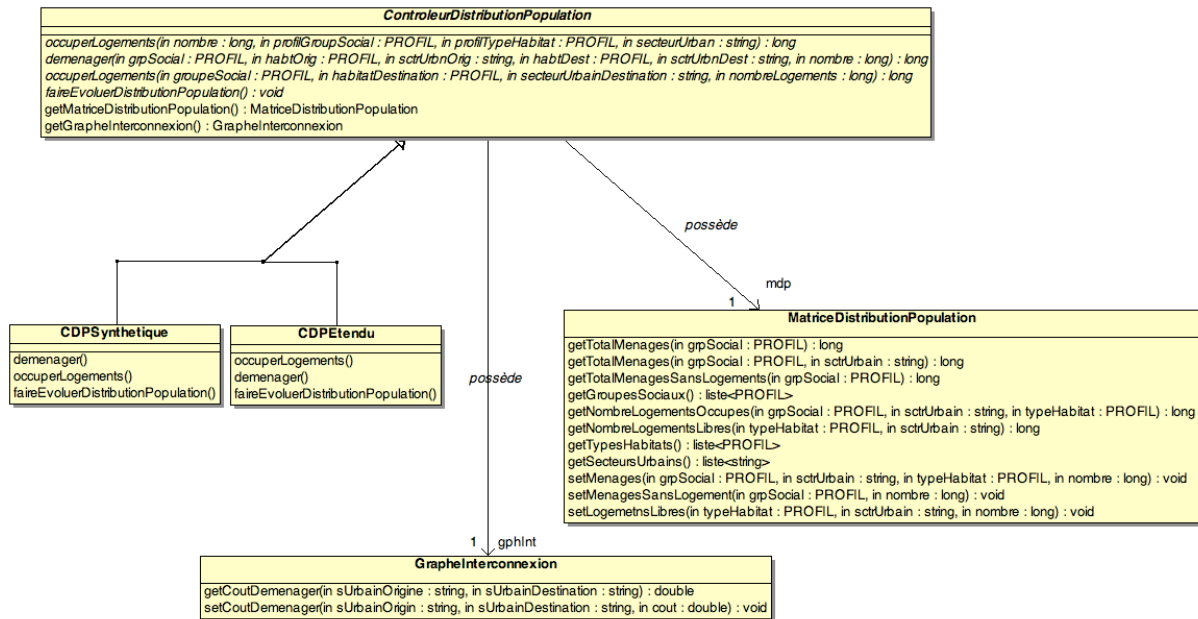 ControleurDistributionPopulation
occuperLogements(in nombre : long, in profilGroupSocial : PROFIL, in profilTypeHabitat : PROFIL, in secteurUrban : string) : long
demenager(in grpSocial : PROFIL, in habtOrig : PROFIL, in sctrUrbnOrig : string, in habtDest : PROFIL, in sctrUrbnDest : string, in nombre : long) : long
occuperLogements(in groupeSocial : PROFIL, in habitatDestination : PROFIL, in secteurUrbainDestination : string, in nombreLogements : long) : long
faireEvoluerDistributionPopulation() : void
getMatriceDistributionPopulation() : MatriceDistributionPopulation
getGrapheInterconnexion() : GrapheInterconnexion
possède
mdp
1
CDPSynthetique
demenager()
occuperLogements()
faireEvoluerDistributionPopulation()
CDPEtendu
occuperLogements()
demenager()
faireEvoluerDistributionPopulation()
possède
MatriceDistributionPopulation
getTotalMenages(in grpSocial : PROFIL) : long
getTotalMenages(in grpSocial : PROFIL, in sctrUrbain : string) : long
getTotalMenagesSansLogements(in grpSocial : PROFIL) : long
getGroupesSociaux() : liste<PROFIL>
getNombreLogementsOccupes(in grpSocial : PROFIL, in sctrUrbain : string, in typeHabitat : PROFIL) : long
getNombreLogementsLibres(in typeHabitat : PROFIL, in sctrUrbain : string) : long
getTypesHabitats() : liste<PROFIL>
getSecteursUrbains() : liste<string>
setMenages(in grpSocial : PROFIL, in sctrUrbain : string, in typeHabitat : PROFIL, in nombre : long) : void
setMenagesSansLogement(in grpSocial : PROFIL, in nombre : long) : void
setLogemetnsLibres(in typeHabitat : PROFIL, in sctrUrbain : string, in nombre : long) : void
1 gphInt
GrapheInterconnexion
getCoutDemenager(in sUrbainOrigine : string, in sUrbainDestination : string) : double
setCoutDemenager(in sUrbainOrigin : string, in sUrbainDestination : string, in cout : double) : void